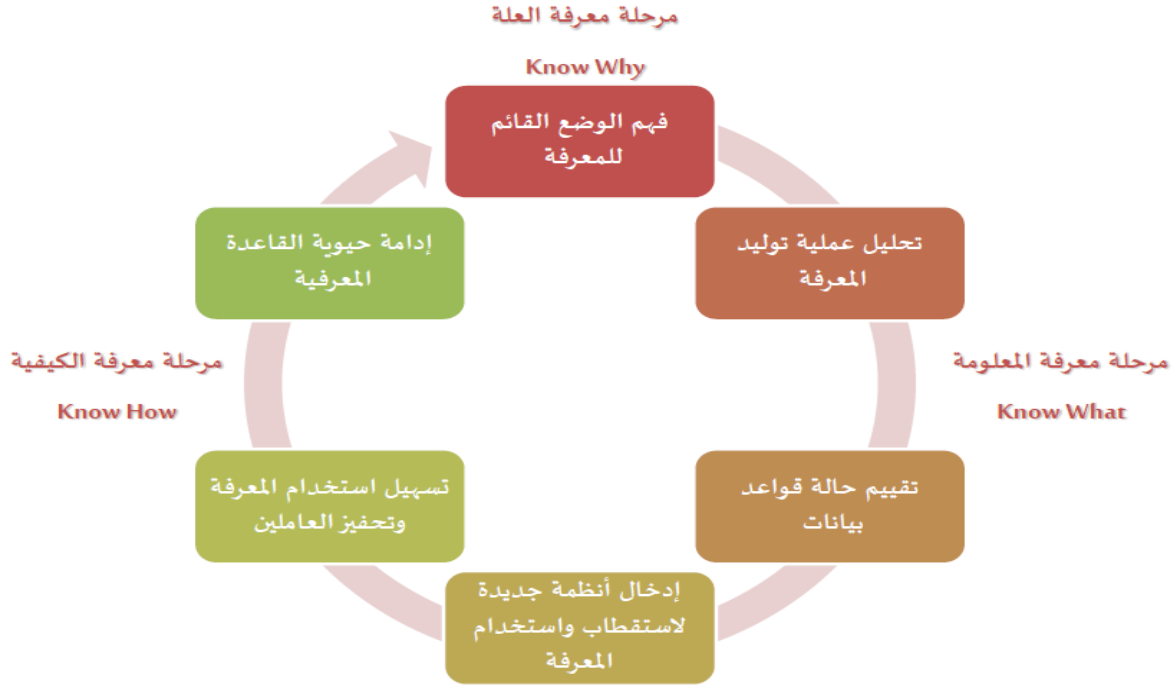 مرحلة معرفة العلة
Know Why
فهم الوضع القائم
للمعرفة
تحليل عملية توليد
المعرفة
مرحلة معرفة المعلومة
Know What
تقييم حالة قواعد
بيانات
إدخال أنظمة جديدة
لاستقطاب واستخدام
المعرفة
تسهيل استخدام المعرفة
وتحفيز العاملين
مرحلة معرفة الكيفية
Know How
إدامة حيوية القاعدة
المعرفية